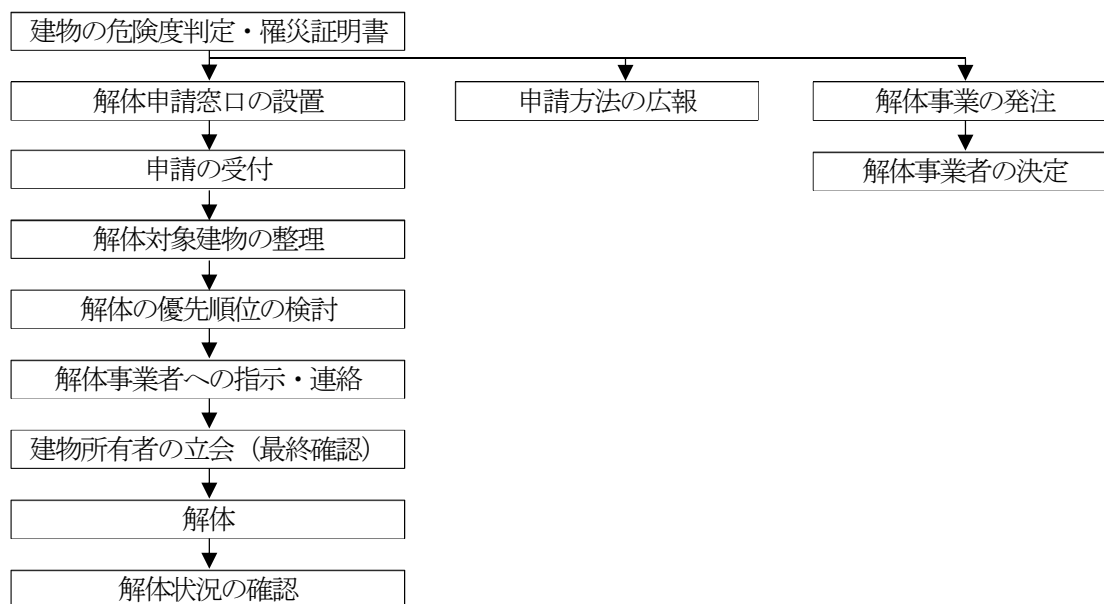 建物の危険度判定・罹災証明書
解体申請窓口の設置
申請方法の広報
解体事業の発注
申請の受付
解体事業者の決定
解体対象建物の整理
解体の優先順位の検討
解体事業者への指示・連絡
建物所有者の立会（最終確認）
解体
解体状況の確認